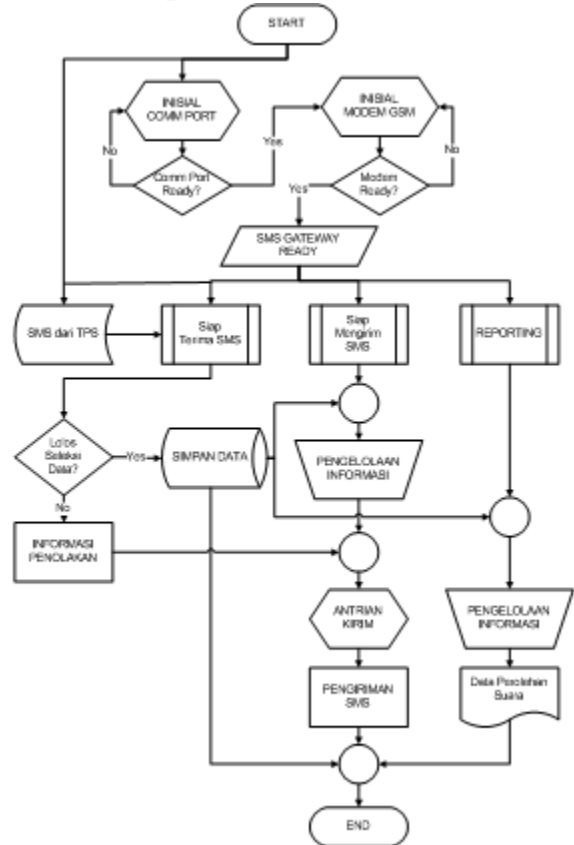 START
INISIAL
COMM PORT
INISIAL
MODEM GSM
No
Yes
No
Comm Port
Ready?
Yes
Modem
Ready?
SMS GATEWAY
READY
SMS dari TPS
Siap
Terima SMS
Siap
Mengirim
SMS
REPORTING
Lolos
Seleksi
Data?
Yes
SIMPAN DATA
PENGELOLAAN
INFORMASI
No
INFORMASI
PENOLAKAN
ANTRIAN
KIRIM
PENGELOLAAN
INFORMASI
PENGIRIMAN
SMS
Data Perolehan
Suara
END